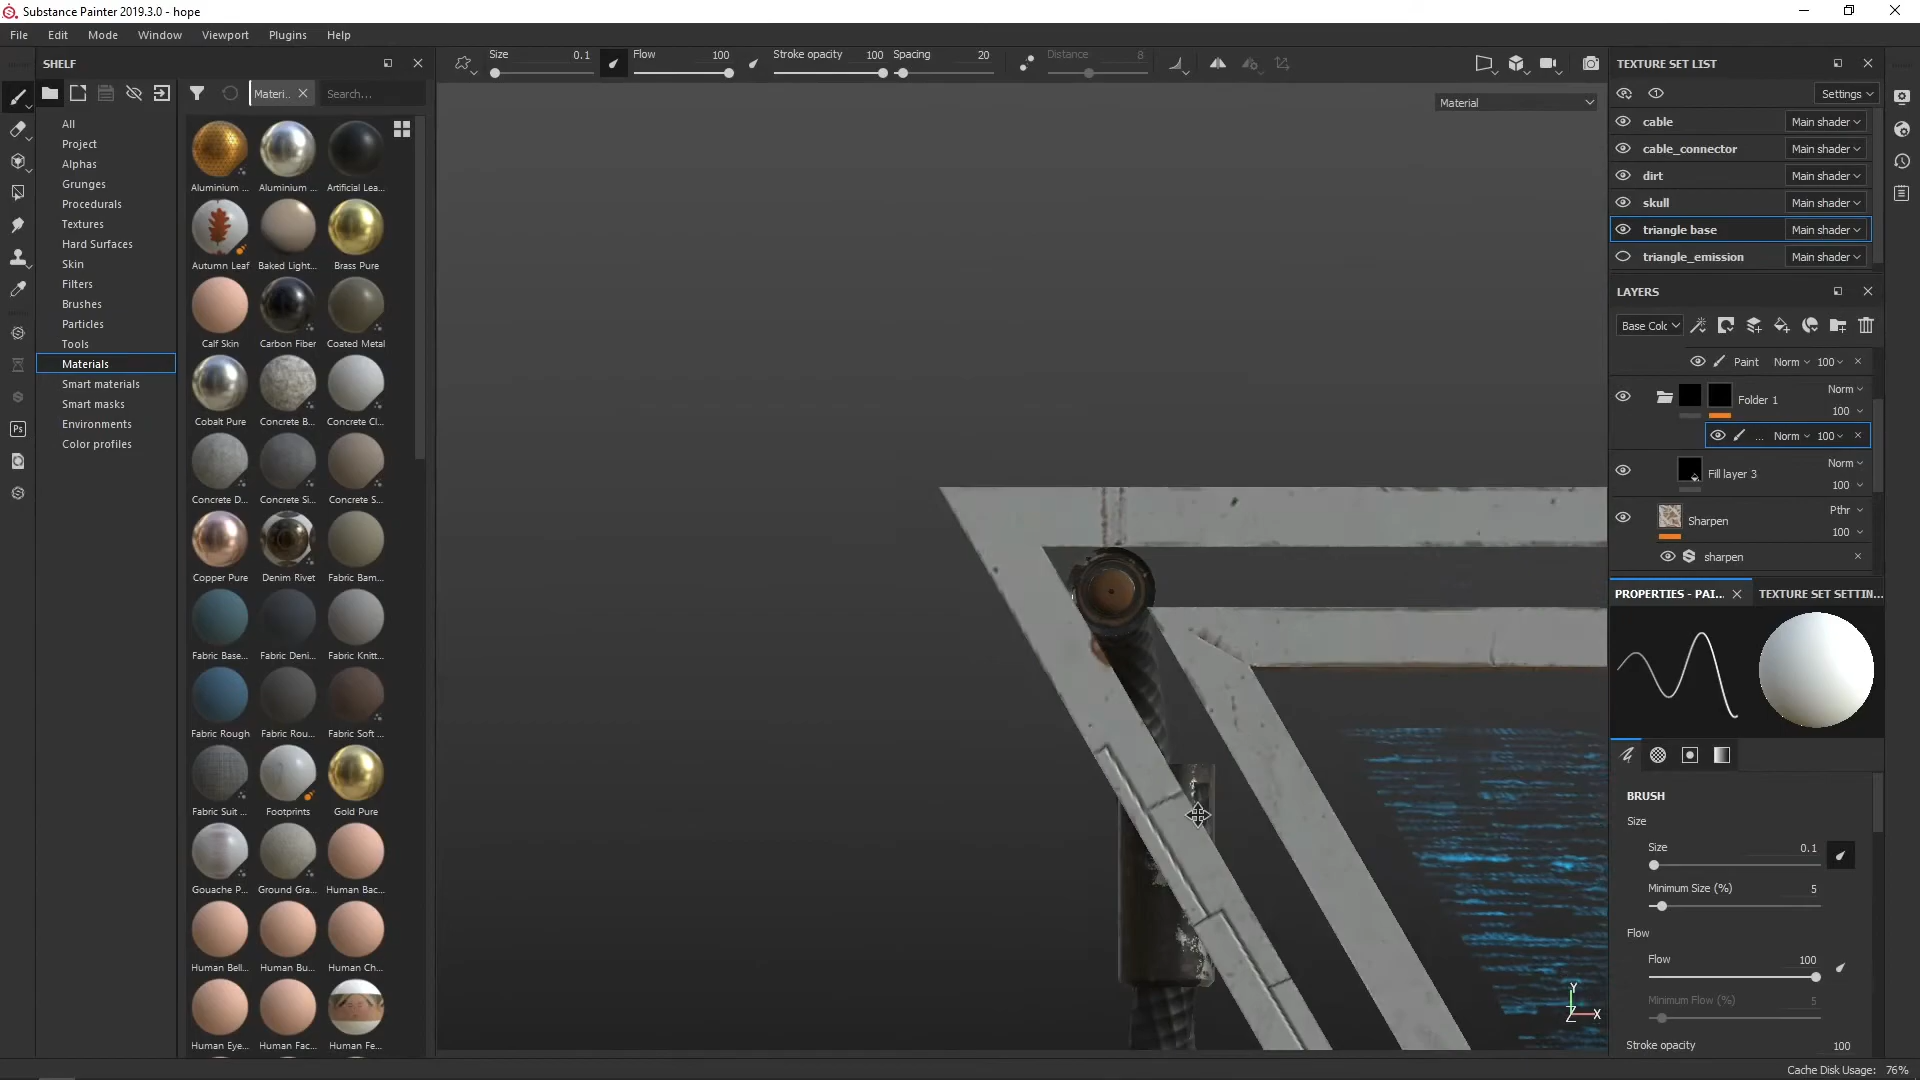 Substance Painter 2019.3.0 - hope
File Edit Mode Window Viewport Plugins Help
SHELF
Size 0.1 Flow 100 Stroke opacity 100 Spacing 20 Distance 8
Materi.. Search...
All
Project
Alphas
Grunges
Procedurals
Textures
Hard Surfaces
Skin
Filters
Brushes
Particles
Tools
Materials
Smart materials
Smart masks
Environments
Color profiles
Ps
Aluminium ... Aluminium ... Artificial Lea...
Autumn Leaf Baked Light... Brass Pure
Calf Skin Carbon Fiber Coated Metal
Cobalt Pure Concrete B... Concrete Cl...
Concrete D... Concrete Si... Concrete S...
Copper Pure Denim Rivet Fabric Bam...
Fabric Base... Fabric Deni... Fabric Knitt...
Fabric Rough Fabric Rou... Fabric Soft ...
Fabric Suit ... Footprints Gold Pure
Gouache P... Ground Gra... Human Bac...
Human Bell... Human Bu... Human Ch...
Human Eye... Human Fac... Human Fe...
Material
Y
Z X
TEXTURE SET LIST
Settings
cable Main shader
cable_connector Main shader
dirt Main shader
skull Main shader
triangle base Main shader
triangle_emission Main shader
LAYERS
Base Colo
Paint Norm 100
Folder 1 Norm 100
... Norm 100
Fill layer 3 Norm 100
Sharpen Pthr 100
sharpen
PROPERTIES - PAI... TEXTURE SET SETTIN...
BRUSH
Size
Size 0.1
Minimum Size (%) 5
Flow
Flow 100
Minimum Flow (%) 5
Stroke opacity 100
Cache Disk Usage: 76%